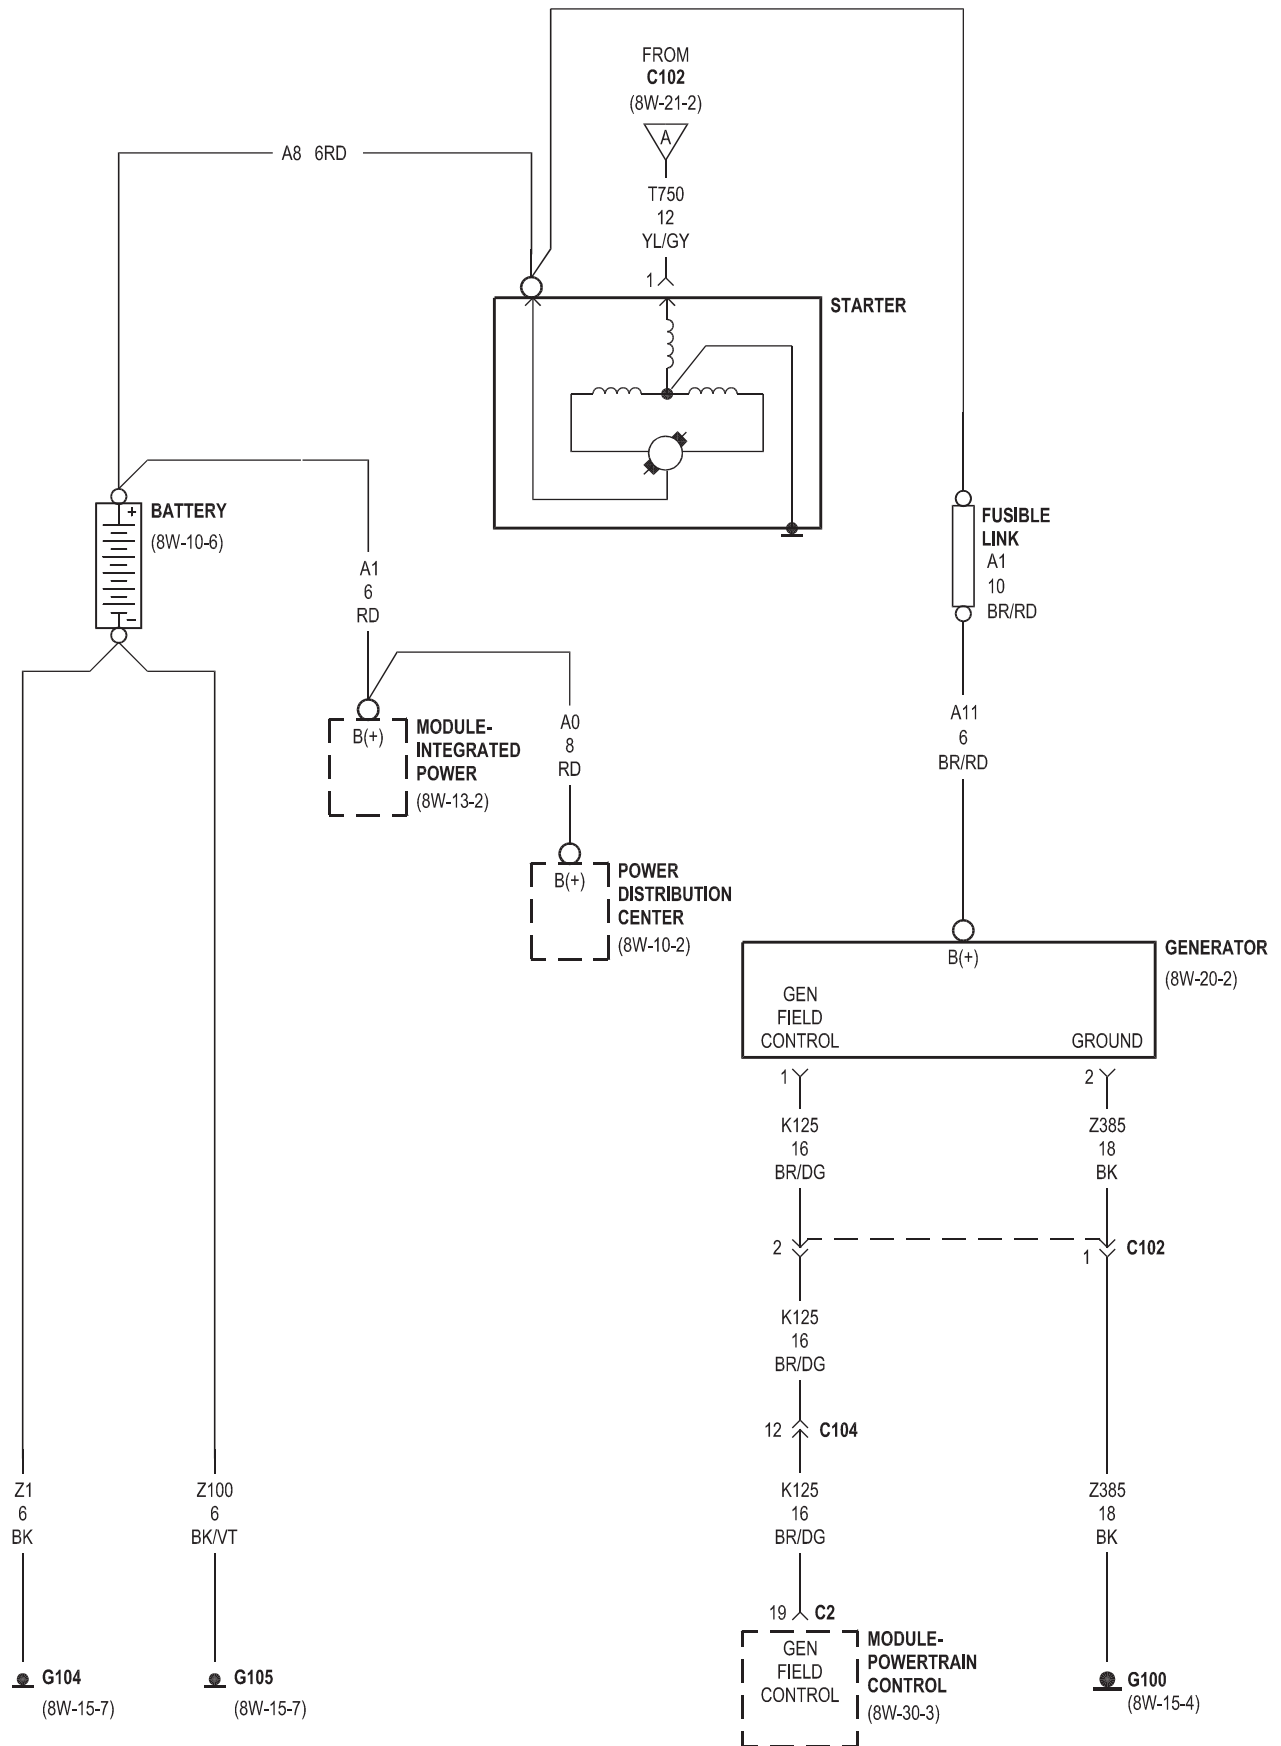 FROM
C102
(8W-21-2)
A
A8 6RD
T750
12
YL/GY
1
STARTER
+
BATTERY
(8W-10-6)
–
FUSIBLE
LINK
A1
10
BR/RD
A1
6
RD
A11
6
BR/RD
B(+)
MODULE-
INTEGRATED
POWER
(8W-13-2)
A0
8
RD
B(+)
POWER
DISTRIBUTION
CENTER
(8W-10-2)
B(+)
GENERATOR
(8W-20-2)
GEN
FIELD
CONTROL
GROUND
1
2
K125
16
BR/DG
Z385
18
BK
2
1
C102
K125
16
BR/DG
12
C104
K125
16
BR/DG
Z385
18
BK
Z1
6
BK
Z100
6
BK/VT
19
C2
GEN
FIELD
CONTROL
MODULE-
POWERTRAIN
CONTROL
(8W-30-3)
G104
(8W-15-7)
G105
(8W-15-7)
G100
(8W-15-4)